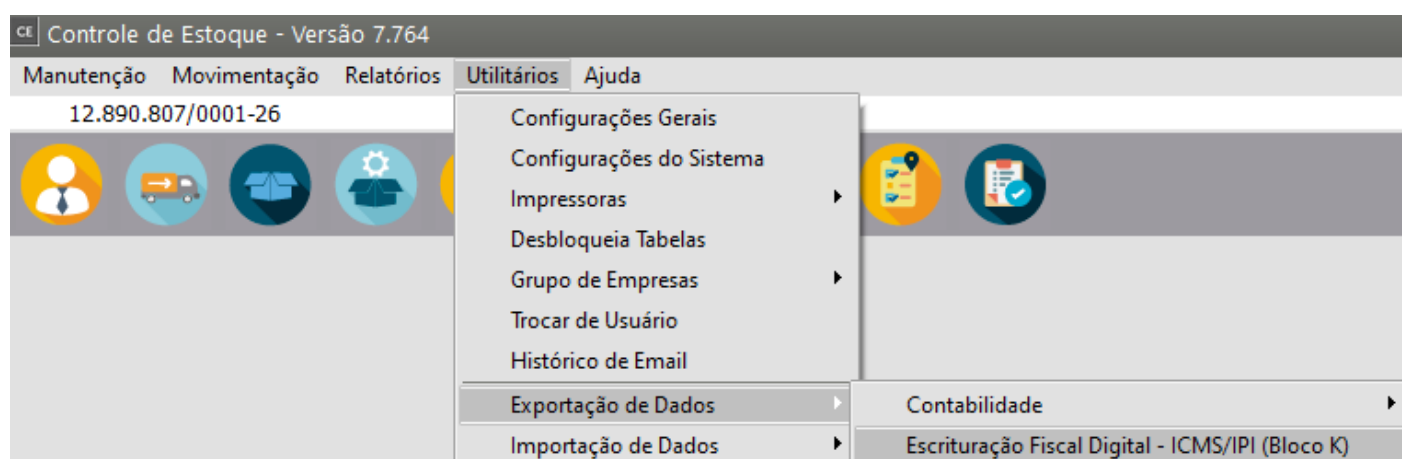 CE Controle de Estoque - Versão 7.764
Manutenção Movimentação Relatórios Utilitários Ajuda
12.890.807/0001-26
Configurações Gerais
Configurações do Sistema
Impressoras
Desbloqueia Tabelas
Grupo de Empresas
Trocar de Usuário
Histórico de Email
Exportação de Dados
Importação de Dados
Contabilidade
Escrituração Fiscal Digital - ICMS/IPI (Bloco K)